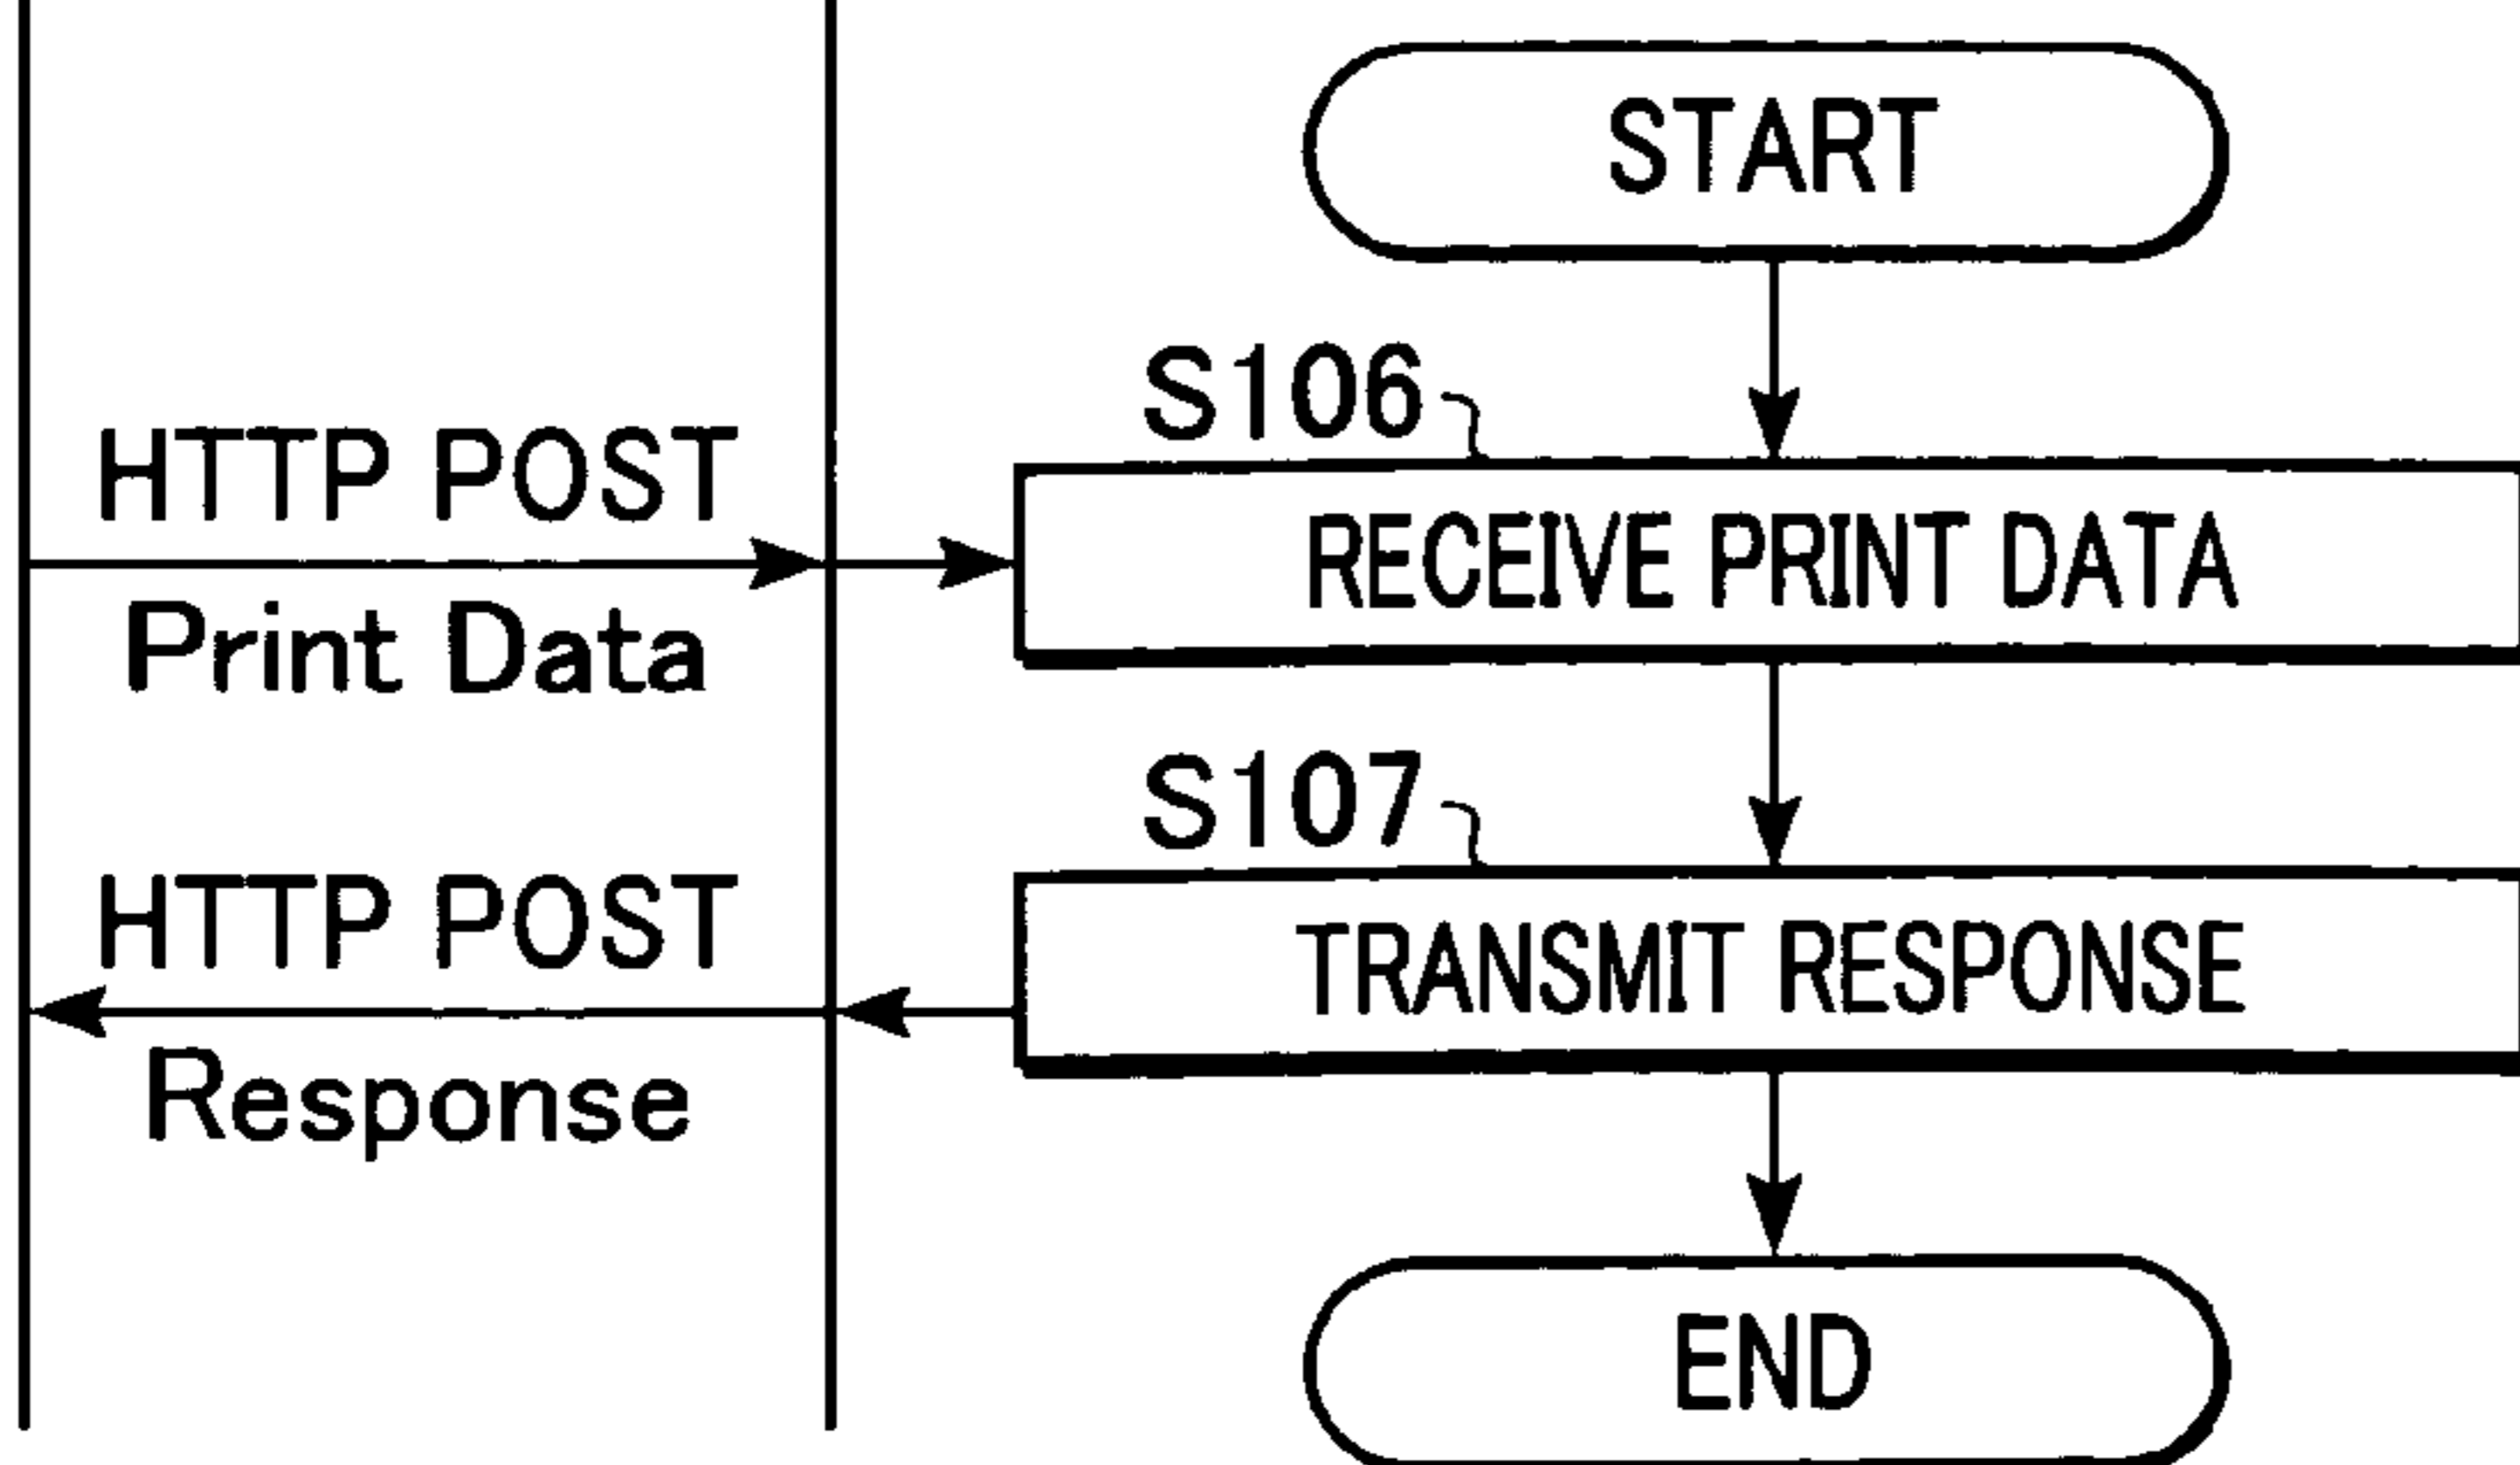 START
S106
HTTP POST
RECEIVE PRINT DATA
Print Data
S107
HTTP POST
TRANSMIT RESPONSE
Response
END